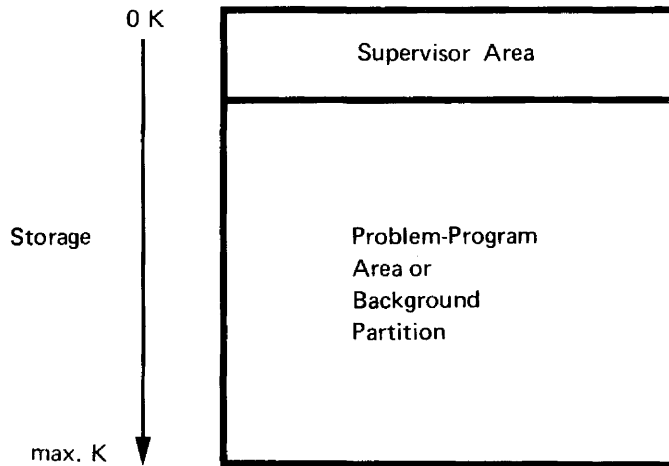 0 K
Supervisor Area
Storage
Problem-Program
Area or
Background
Partition
max. K